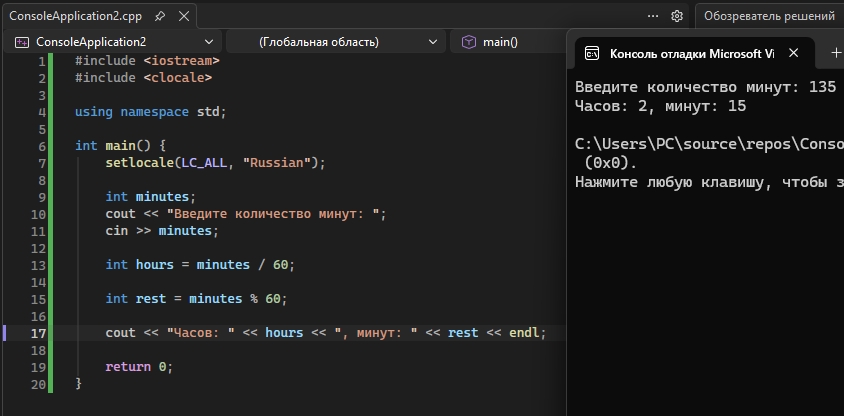 ConsoleApplication2.cpp
Обозреватель решений
ConsoleApplication2
(Глобальная область)
main()
1 #include <iostream>
2 #include <clocale>
3
4 using namespace std;
5
6 int main() {
7 setlocale(LC_ALL, "Russian");
8
9 int minutes;
10 cout << "Введите количество минут: ";
11 cin >> minutes;
12
13 int hours = minutes / 60;
14
15 int rest = minutes % 60;
16
17 cout << "Часов: " << hours << ", минут: " << rest << endl;
18
19 return 0;
20 }
Консоль отладки Microsoft Vi
Введите количество минут: 135
Часов: 2, минут: 15
C:\Users\PC\source\repos\Conso
(0x0).
Нажмите любую клавишу, чтобы з